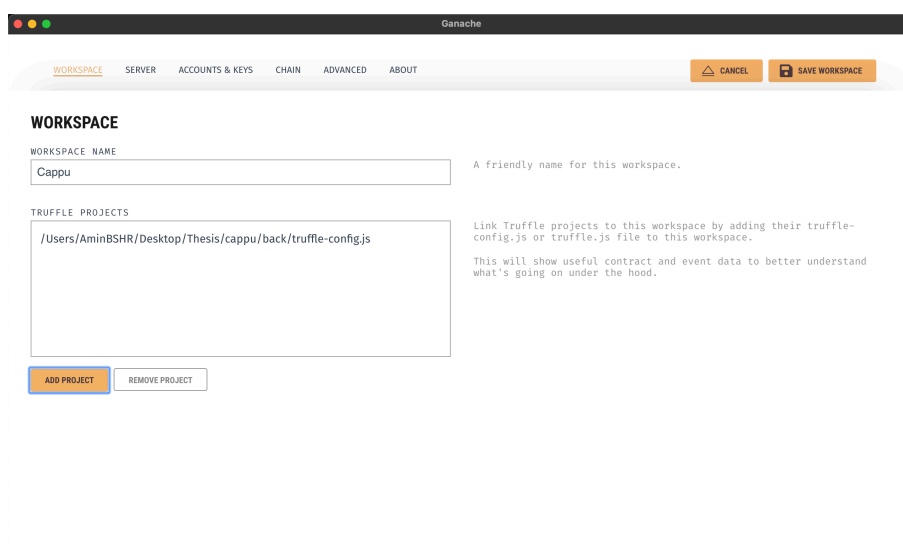 Ganache
WORKSPACE SERVER ACCOUNTS & KEYS CHAIN ADVANCED ABOUT
CANCEL SAVE WORKSPACE
WORKSPACE
WORKSPACE NAME
Cappu
A friendly name for this workspace.
TRUFFLE PROJECTS
/Users/AminBSHR/Desktop/Thesis/cappu/back/truffle-config.js
Link Truffle projects to this workspace by adding their truffle-
config.js or truffle.js file to this workspace.
This will show useful contract and event data to better understand
what's going on under the hood.
ADD PROJECT REMOVE PROJECT